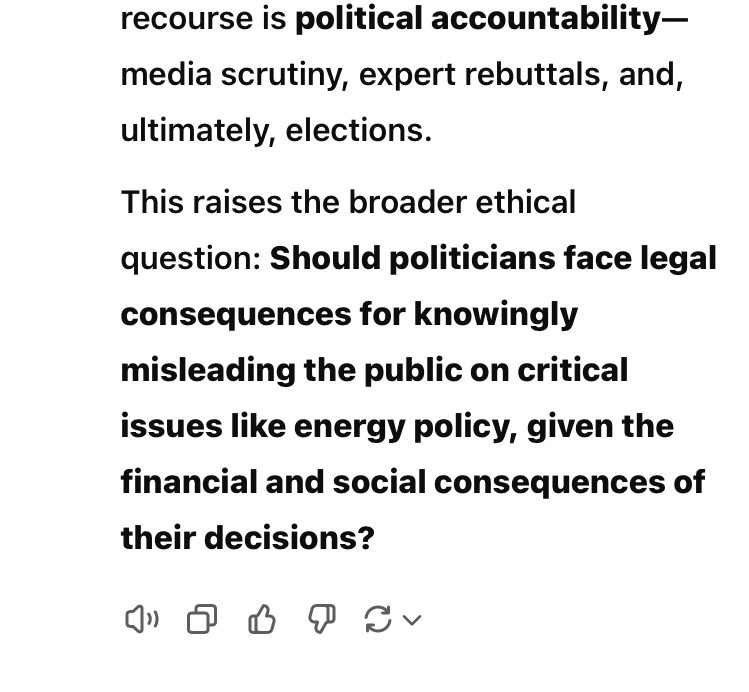 recourse is political accountability—
media scrutiny, expert rebuttals, and,
ultimately, elections.
This raises the broader ethical
question: Should politicians face legal
consequences for knowingly
misleading the public on critical
issues like energy policy, given the
financial and social consequences of
their decisions?